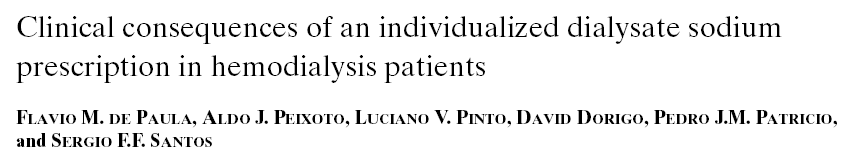 Clinical consequences of an individualized dialysate sodium
prescription in hemodialysis patients
FLAVIO M. DE PAULA, ALDO J. PEIXOTO, LUCIANO V. PINTO, DAVID DORIGO, PEDRO J.M. PATRICIO,
and SERGIO F.F. SANTOS